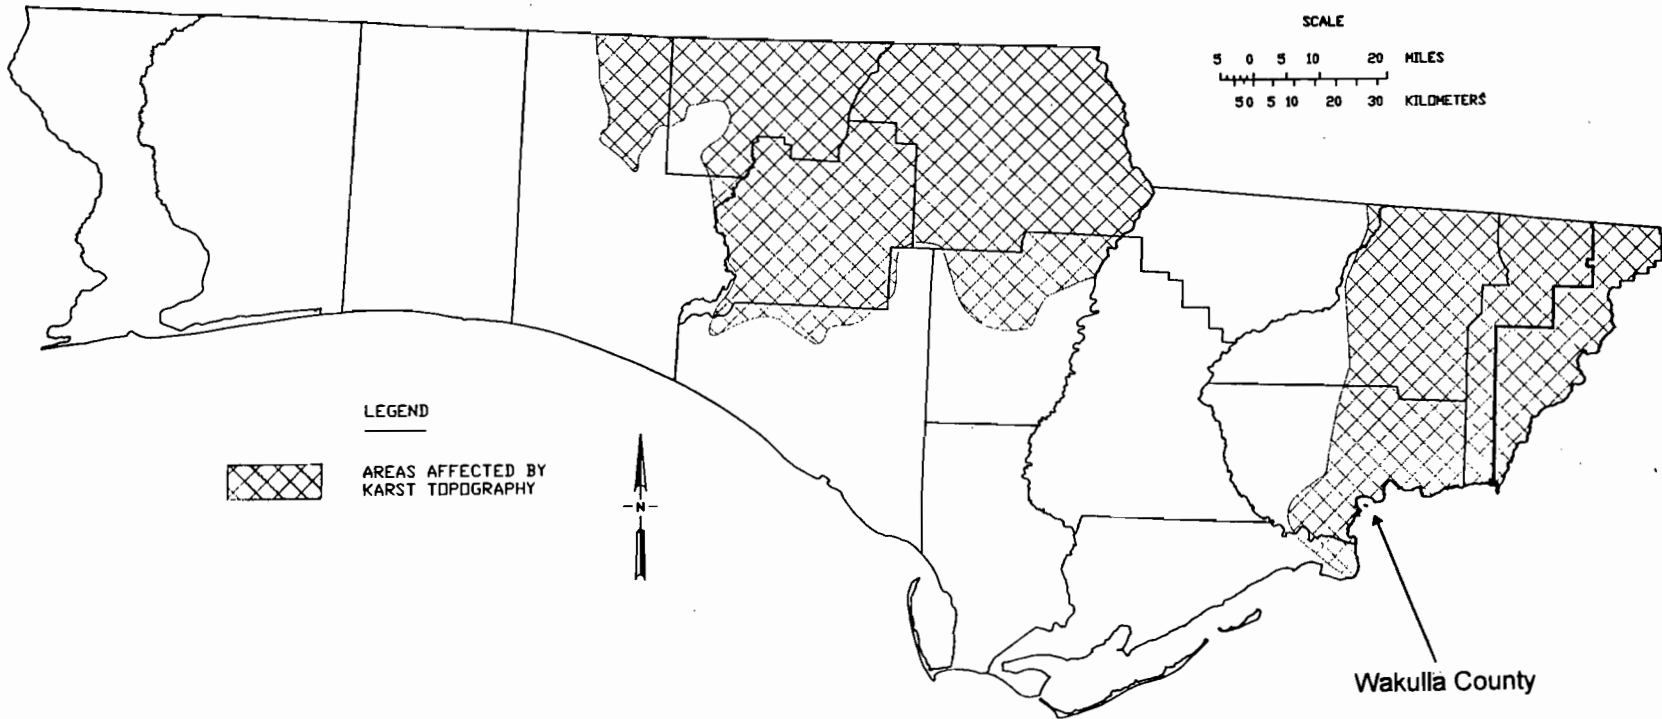 SCALE
5 0 5 10 20 MILES
5 0 5 10 20 30 KILOMETERS
LEGEND
AREAS AFFECTED BY
KARST TOPOGRAPHY
N
Wakulla County